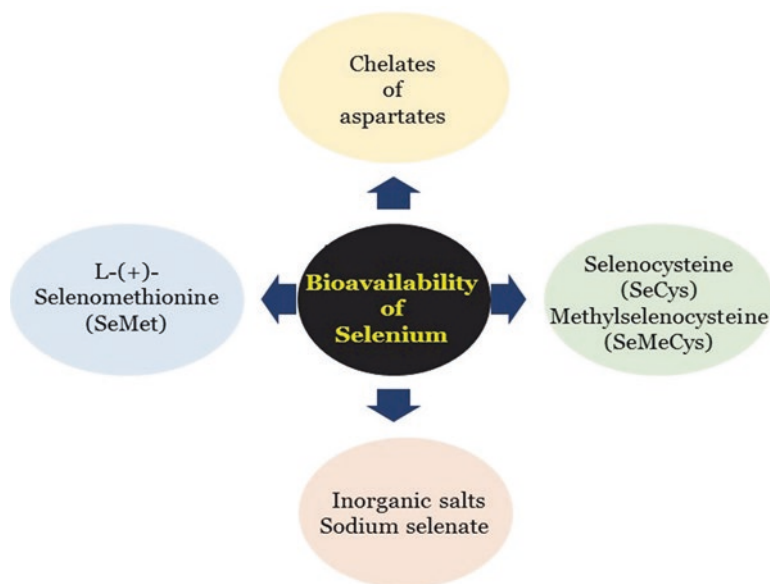 Chelates
of
aspartates
L-(+)-
Selenomethionine
(SeMet)
Bioavailability
of
Selenium
Selenocysteine
(SeCys)
Methylselenocysteine
(SeMeCys)
Inorganic salts
Sodium selenate